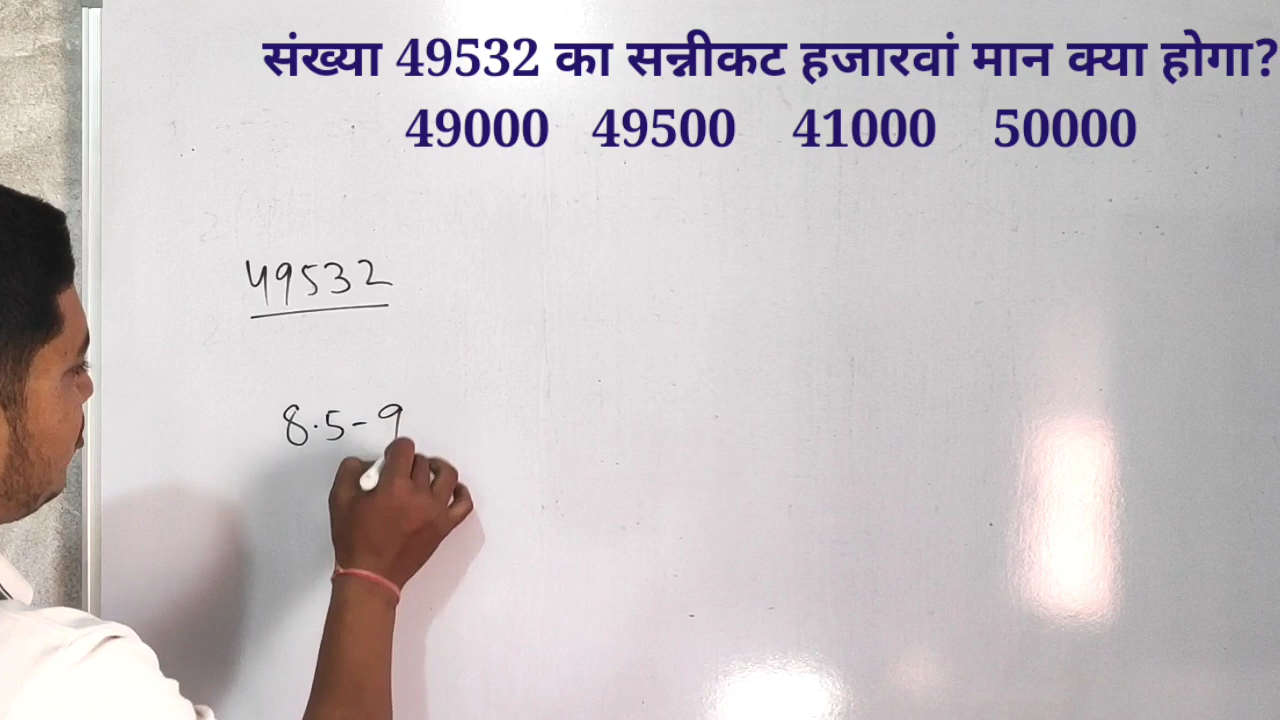 संख्या 49532 का सन्नीकट हजारवां मान क्या होगा?
49000 49500 41000 50000
49532
8.5-9